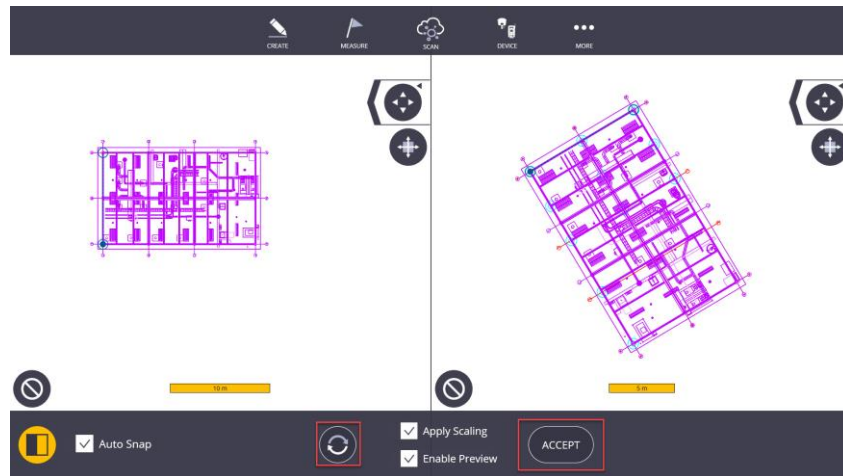 CREATE
MEASURE
SCAN
DEVICE
MORE
10 m
5 m
Auto Snap
Apply Scaling
Enable Preview
ACCEPT